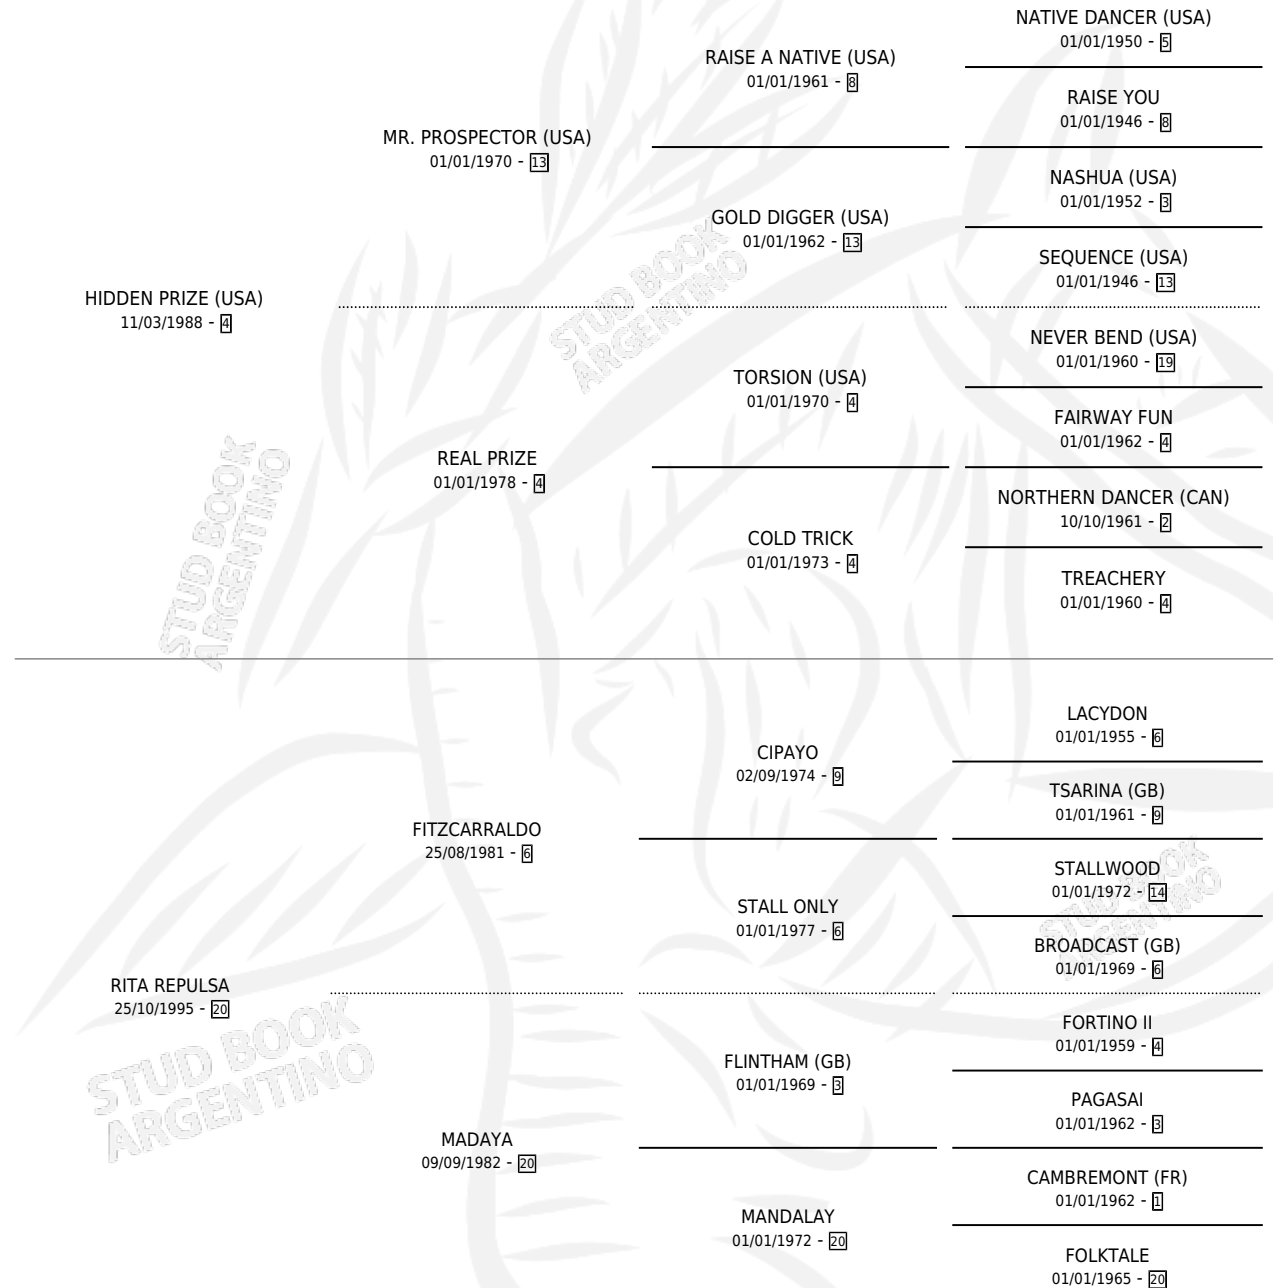 NATIVE DANCER (USA)
01/01/1950 - 5
RAISE A NATIVE (USA)
01/01/1961 - 8
RAISE YOU
01/01/1946 - 8
MR. PROSPECTOR (USA)
01/01/1970 - 13
NASHUA (USA)
01/01/1952 - 3
GOLD DIGGER (USA)
01/01/1962 - 13
SEQUENCE (USA)
01/01/1946 - 13
HIDDEN PRIZE (USA)
11/03/1988 - 4
NEVER BEND (USA)
01/01/1960 - 19
TORSION (USA)
01/01/1970 - 4
FAIRWAY FUN
01/01/1962 - 4
REAL PRIZE
01/01/1978 - 4
NORTHERN DANCER (CAN)
10/10/1961 - 2
COLD TRICK
01/01/1973 - 4
TREACHERY
01/01/1960 - 4
STUD BOOK
ARGENTINO
STUD BOOK
ARGENTINO
LACYDON
01/01/1955 - 6
CIPAYO
02/09/1974 - 9
TSARINA (GB)
01/01/1961 - 9
FITZCARRALDO
25/08/1981 - 6
STALLWOOD
01/01/1972 - 14
STALL ONLY
01/01/1977 - 6
BROADCAST (GB)
01/01/1969 - 6
RITA REPULSA
25/10/1995 - 20
FORTINO II
01/01/1959 - 4
FLINTHAM (GB)
01/01/1969 - 3
PAGASAI
01/01/1962 - 3
MADAYA
09/09/1982 - 20
CAMBREMONT (FR)
01/01/1962 - 1
MANDALAY
01/01/1972 - 20
FOLKTALE
01/01/1965 - 20
STUD BOOK
ARGENTINO
STUD BOOK
ARGENTINO